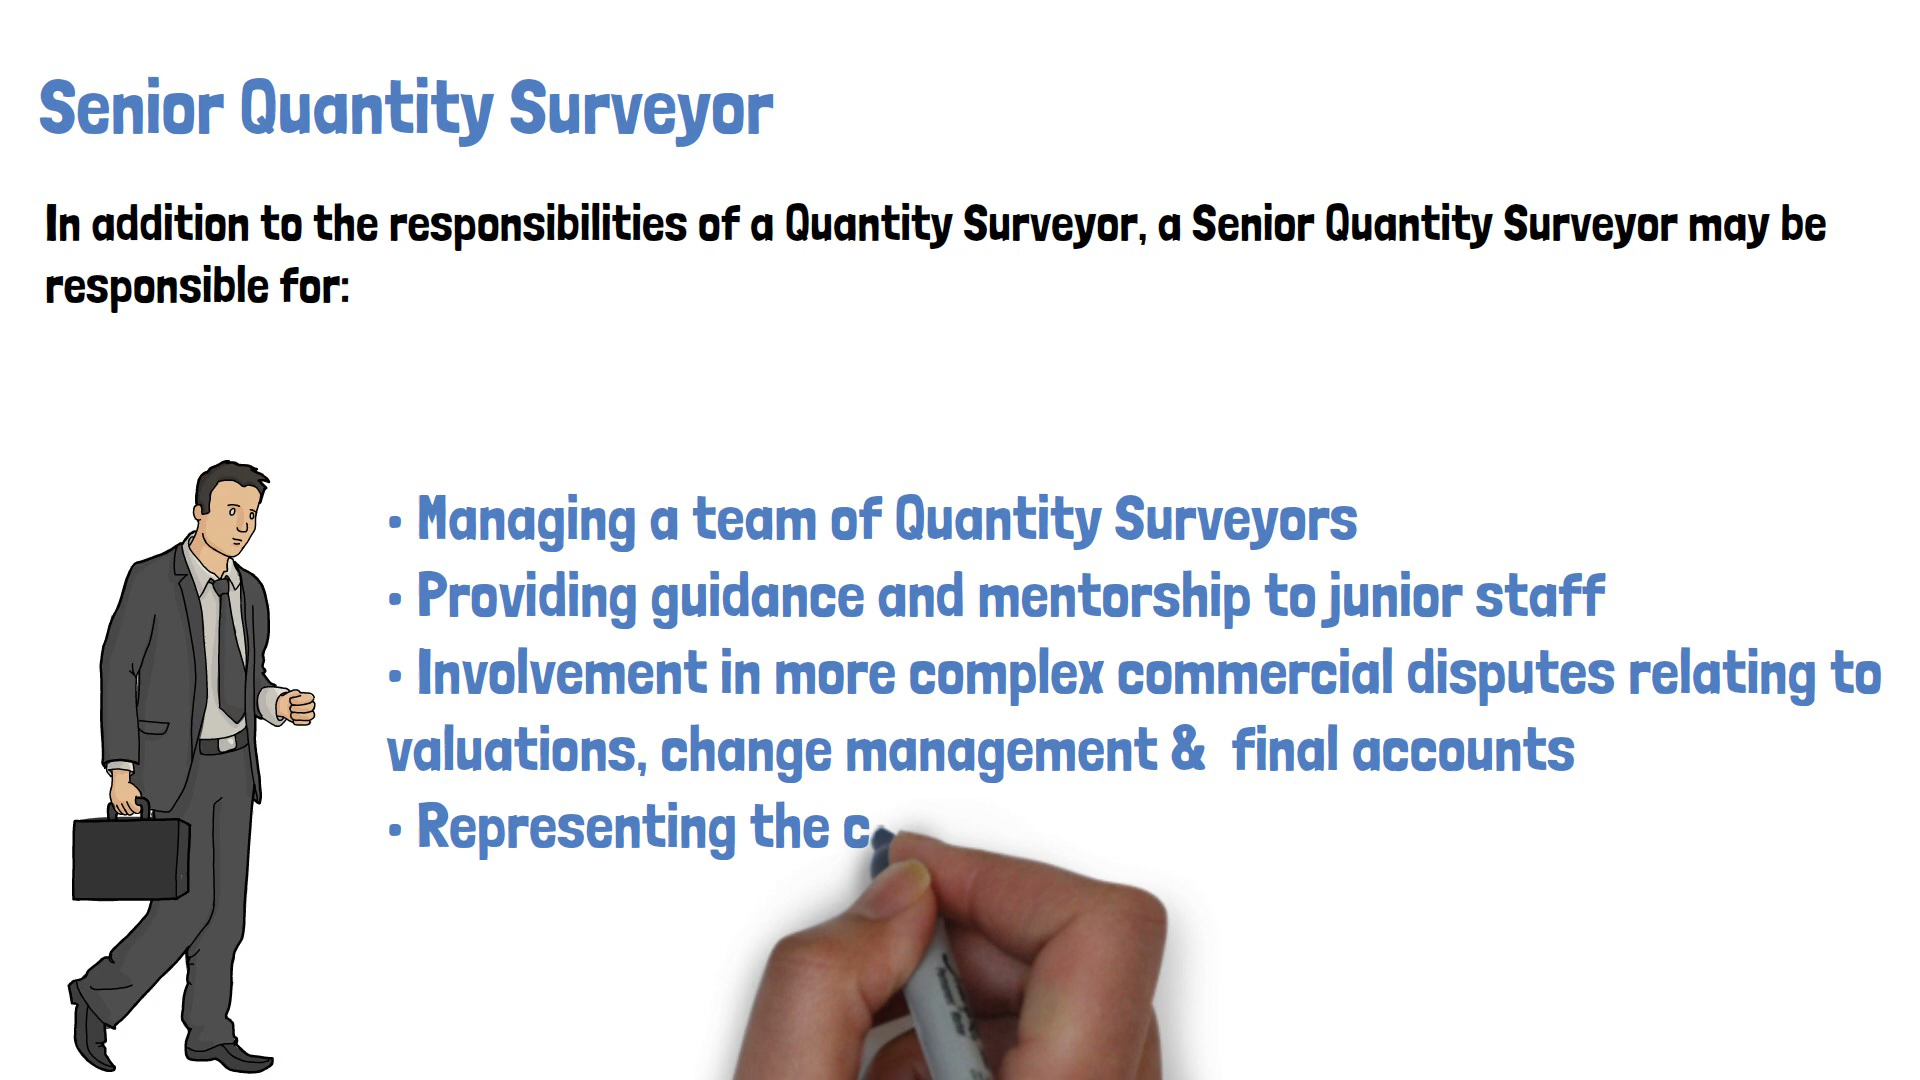 Senior Quantity Surveyor
In addition to the responsibilities of a Quantity Surveyor, a Senior Quantity Surveyor may be
responsible for:
• Managing a team of Quantity Surveyors
• Providing guidance and mentorship to junior staff
• Involvement in more complex commercial disputes relating to
valuations, change management & final accounts
• Representing the c